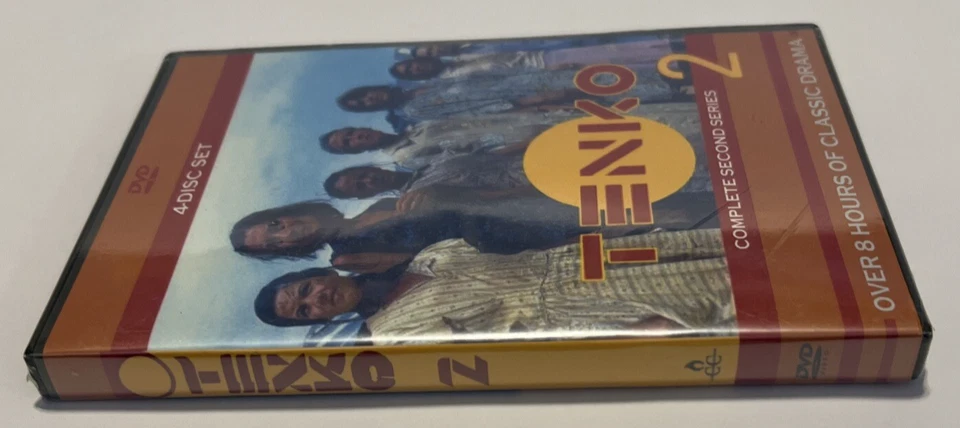 DVD
4-DISC SET
TENKO
2
COMPLETE SECOND SERIES
OVER 8 HOURS OF CLASSIC DRAMA
TENKO
2
DVD